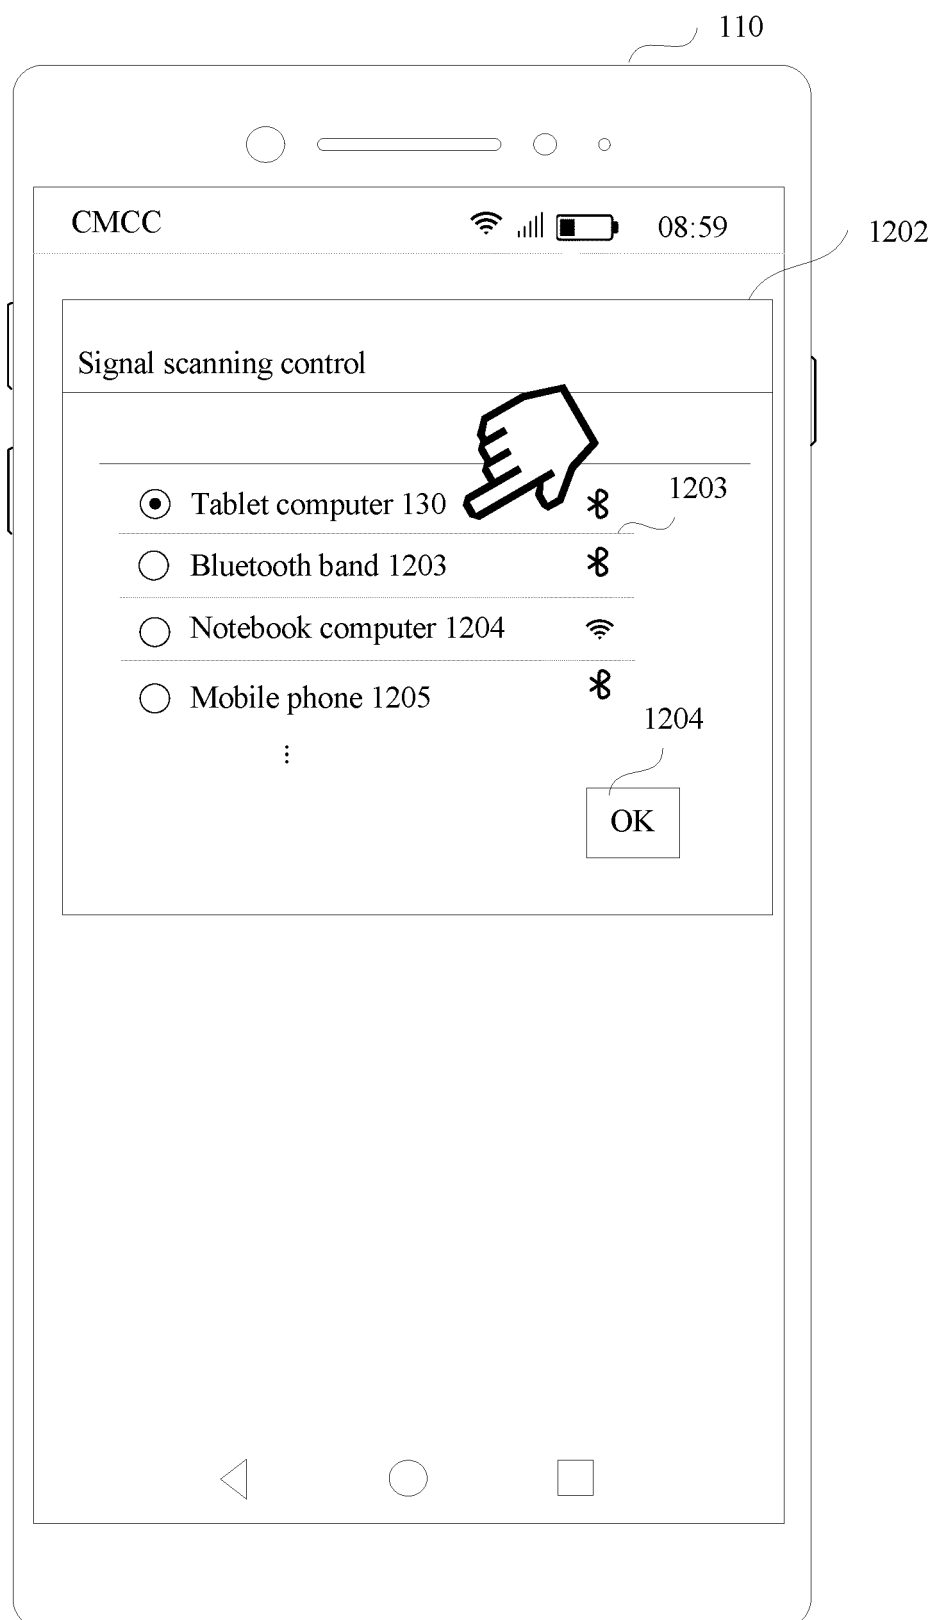 110
CMCC 08:59
1202
Signal scanning control
1203
Tablet computer 130
Bluetooth band 1203
Notebook computer 1204
Mobile phone 1205
⋮
1204
OK